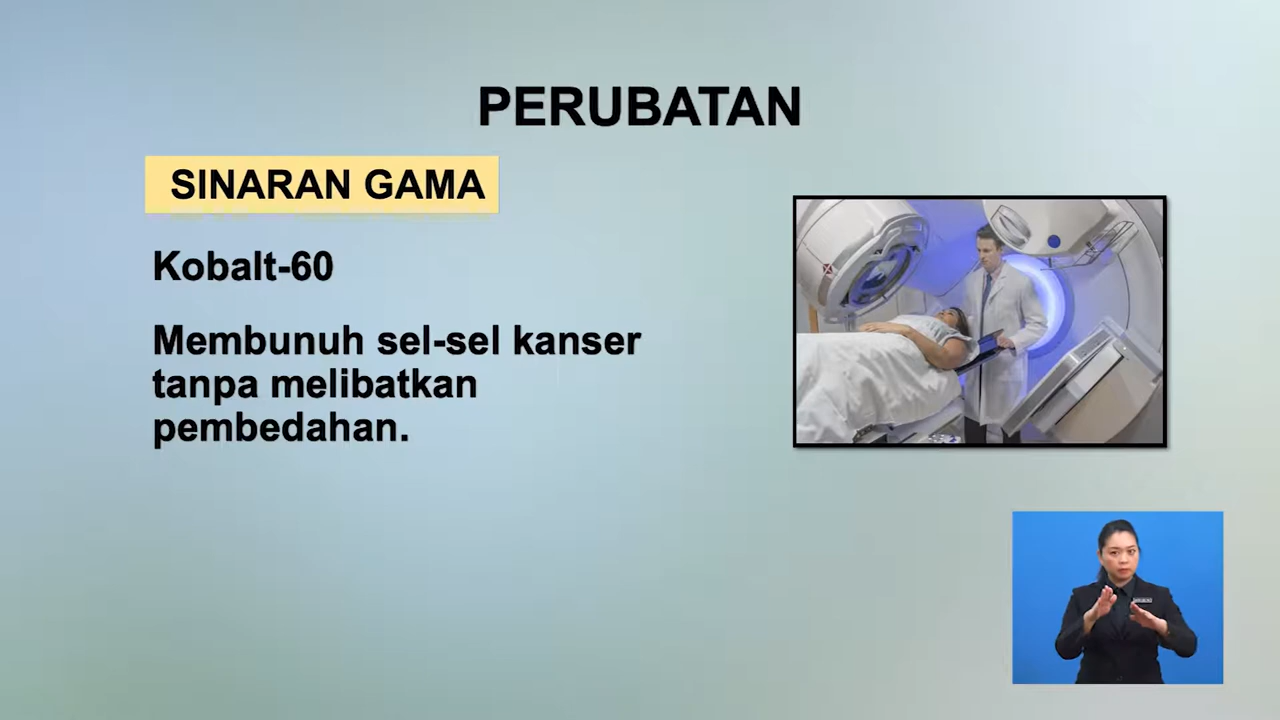 PERUBATAN
SINARAN GAMA
Kobalt-60
Membunuh sel-sel kanser
tanpa melibatkan
pembedahan.